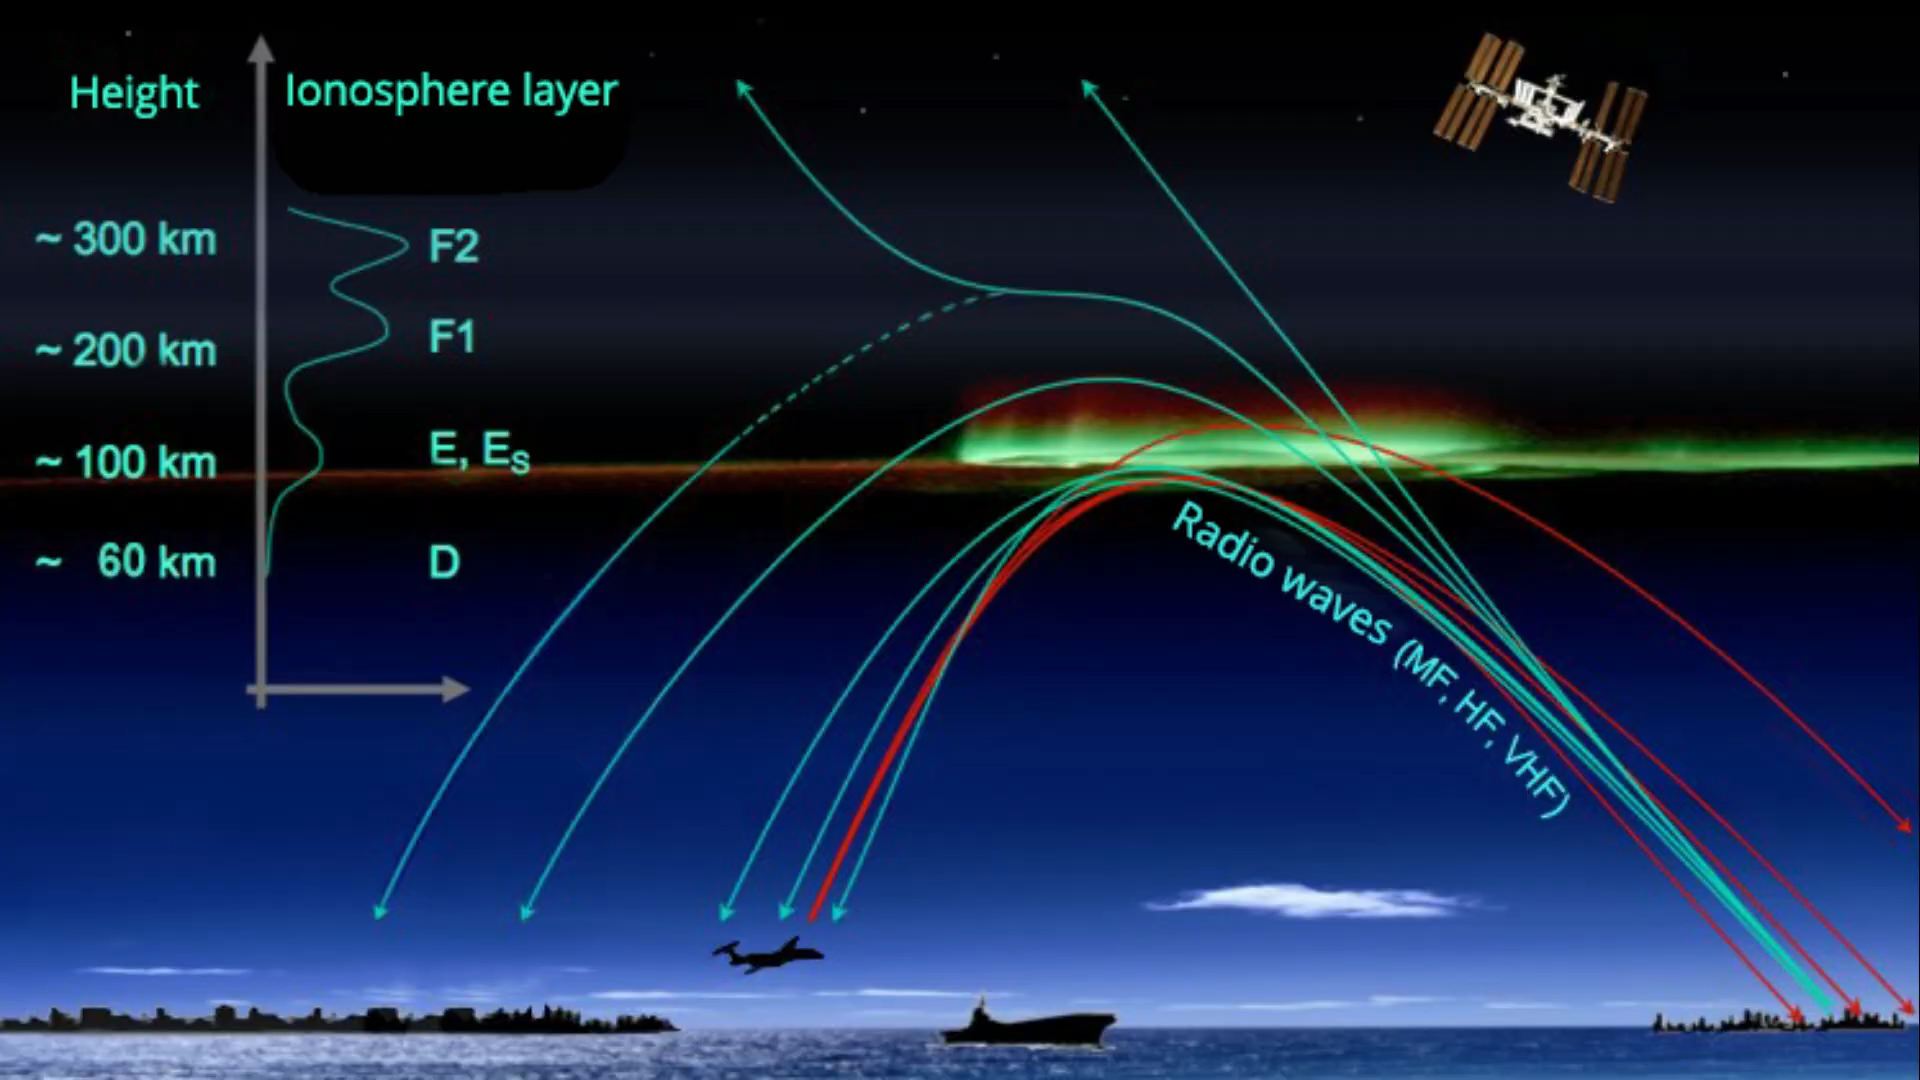 Height
Ionosphere layer
~ 300 km
F2
F1
~ 200 km
E, Es
~ 100 km
~ 60 km
D
Radio waves (MF, HF, VHF)